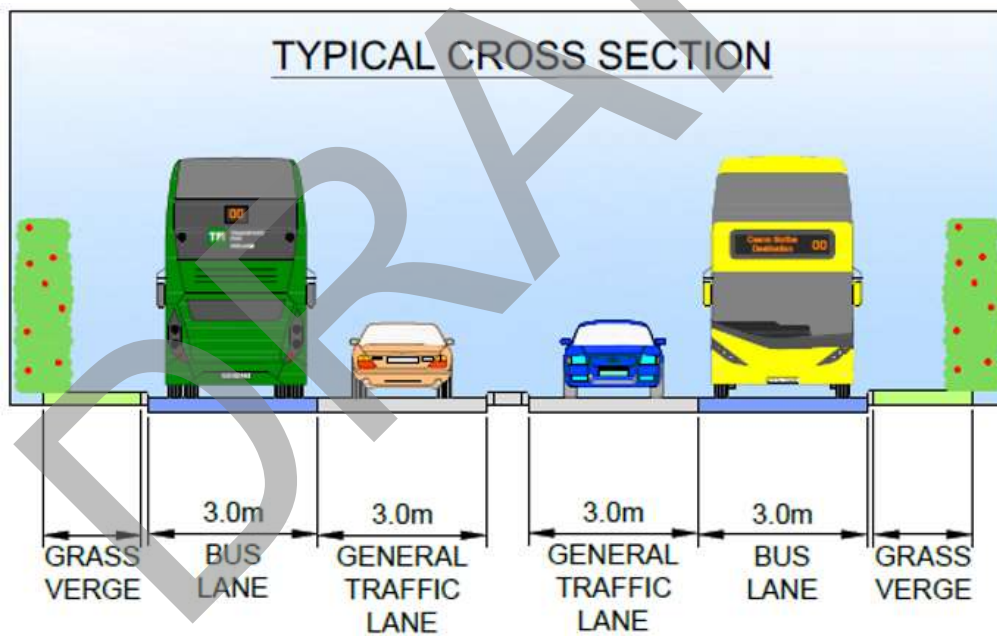 TYPICAL CROSS SECTION
DRAFT
00
TFI
00
3.0m
3.0m
3.0m
3.0m
GRASS
VERGE
BUS
LANE
GENERAL
TRAFFIC
LANE
GENERAL
TRAFFIC
LANE
BUS
LANE
GRASS
VERGE